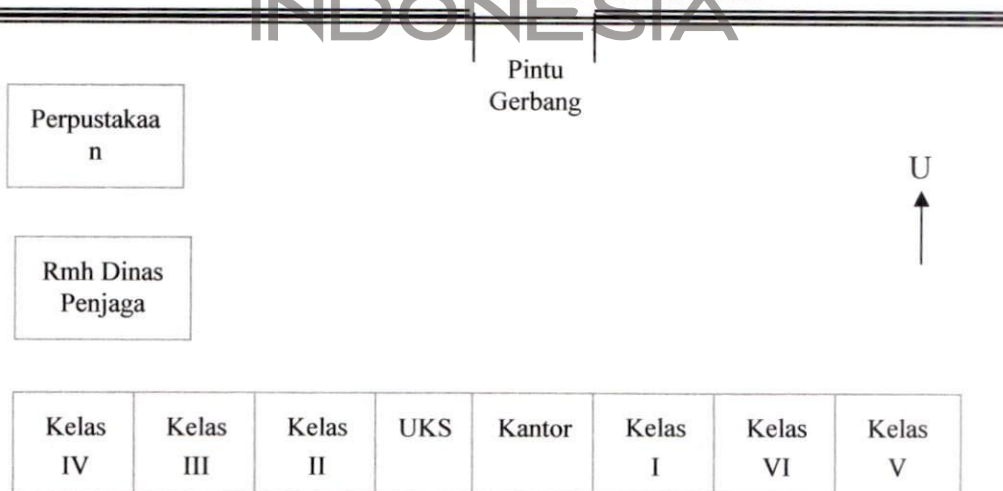 INDONESIA
Pintu
Gerbang
Perpustakaa
n
U
Rmh Dinas
Penjaga
Kelas Kelas Kelas UKS Kantor Kelas Kelas Kelas
IV III II I VI V